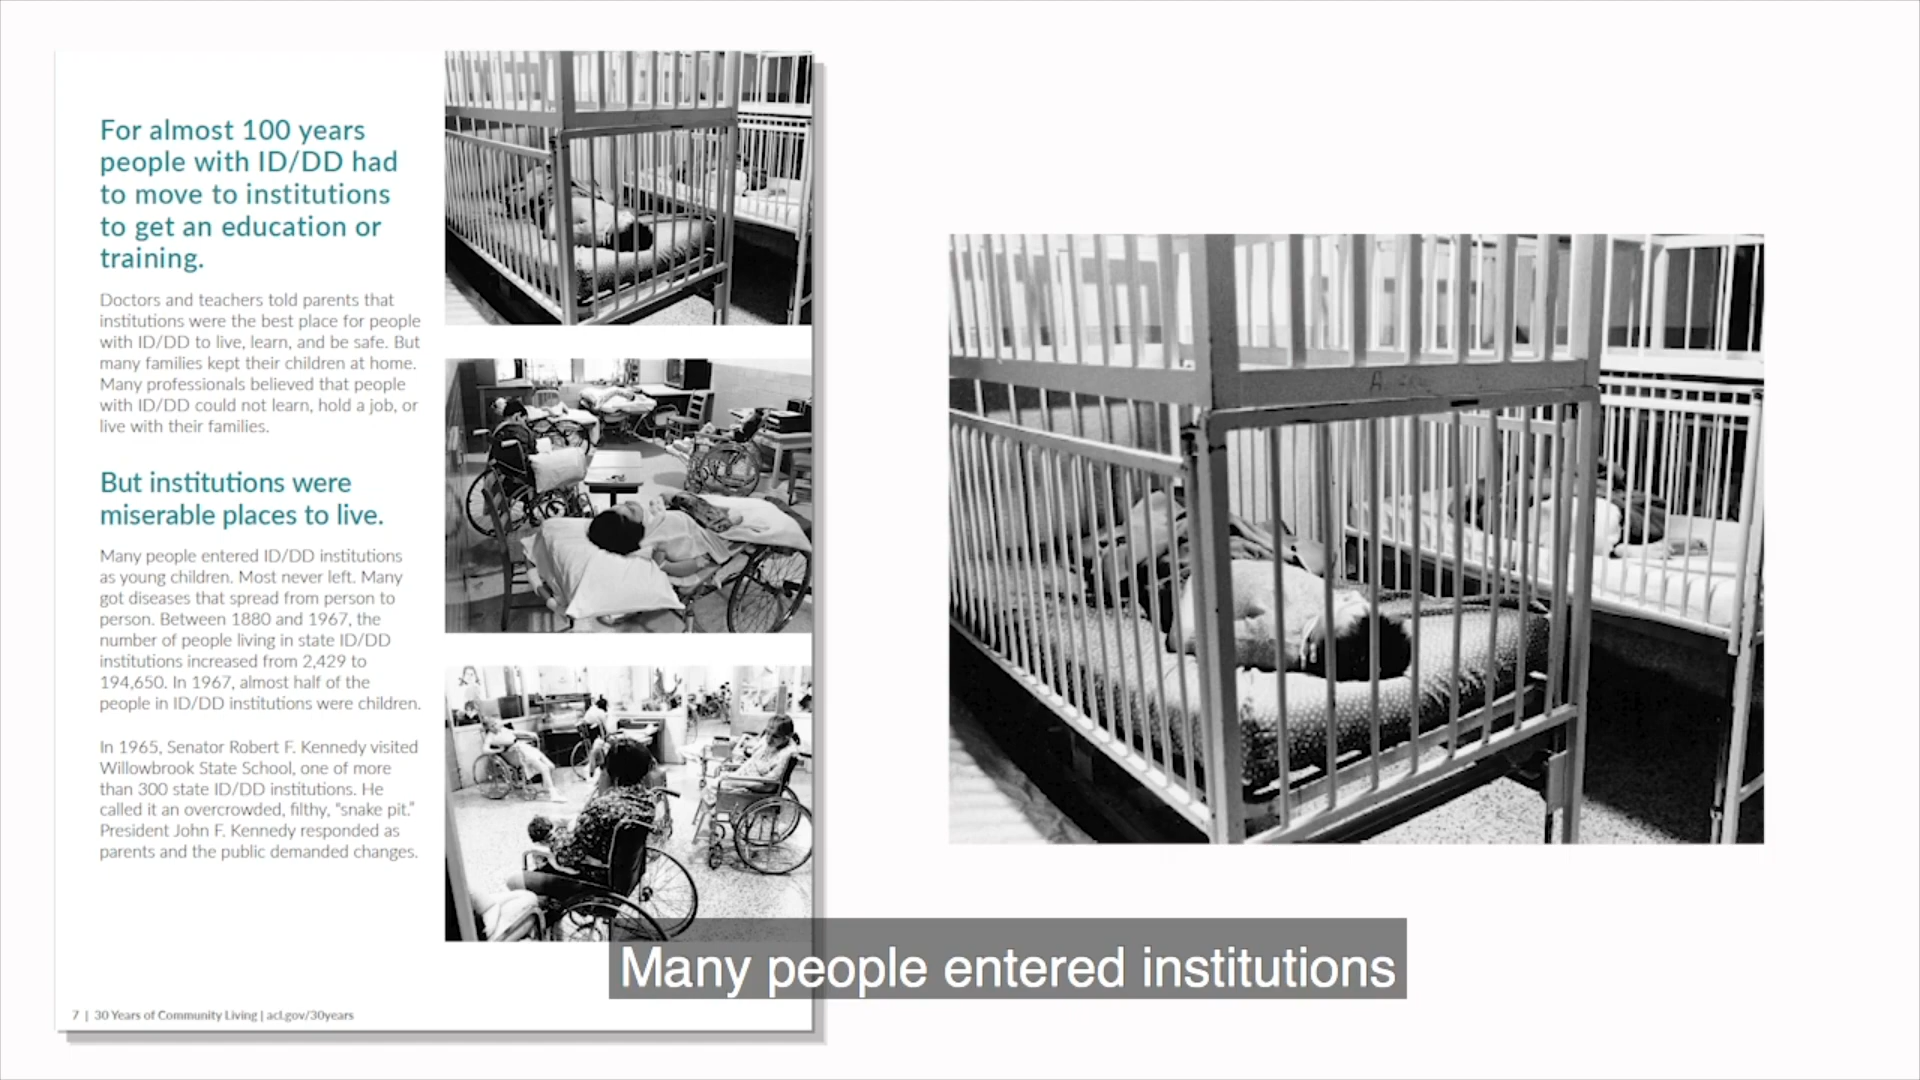 For almost 100 years
people with ID/DD had
to move to institutions
to get an education or
training.
Doctors and teachers told parents that
institutions were the best place for people
with ID/DD to live, learn, and be safe. But
many families kept their children at home.
Many professionals believed that people
with ID/DD could not learn, hold a job, or
live with their families.
But institutions were
miserable places to live.
Many people entered ID/DD institutions
as young children. Most never left. Many
got diseases that spread from person to
person. Between 1880 and 1967, the
number of people living in state ID/DD
institutions increased from 2,429 to
194,650. In 1967, almost half of the
people in ID/DD institutions were children.
In 1965, Senator Robert F. Kennedy visited
Willowbrook State School, one of more
than 300 state ID/DD institutions. He
called it an overcrowded, filthy, “snake pit.”
President John F. Kennedy responded as
parents and the public demanded changes.
7 | 30 Years of Community Living | acl.gov/30years
Many people entered institutions